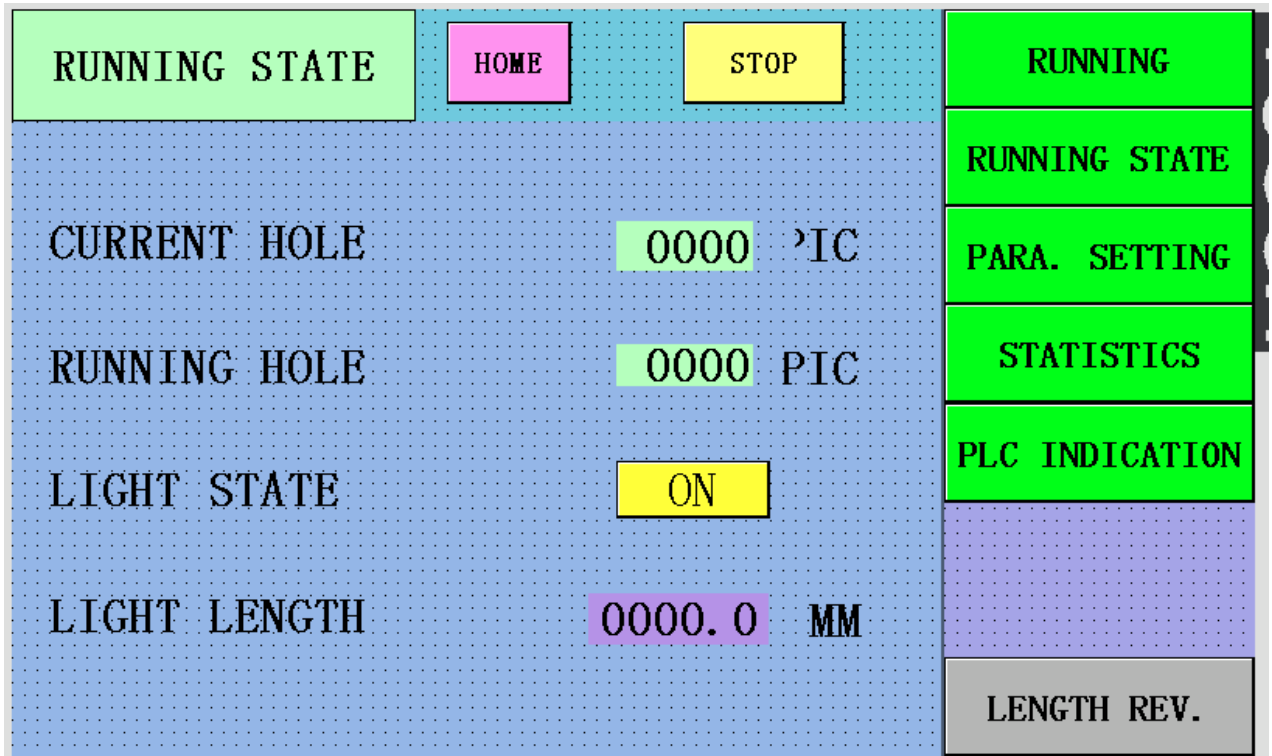 RUNNING STATE HOME STOP
CURRENT HOLE 0000 PIC
RUNNING HOLE 0000 PIC
LIGHT STATE ON
LIGHT LENGTH 0000.0 MM
RUNNING
RUNNING STATE
PARA. SETTING
STATISTICS
PLC INDICATION
LENGTH REV.